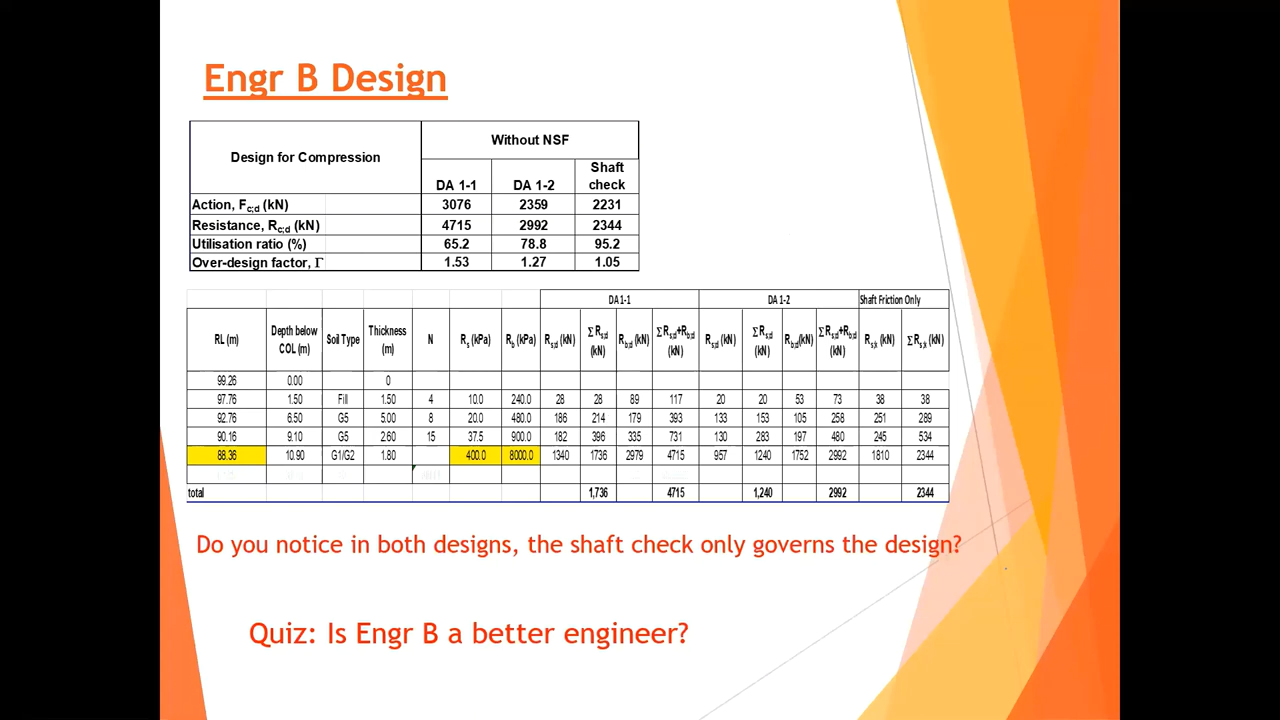 Engr B Design
Design for Compression
Without NSF
DA 1-1 DA 1-2 Shaft check
Action, Fc;d (kN) 3076 2359 2231
Resistance, Rc;d (kN) 4715 2992 2344
Utilisation ratio (%) 65.2 78.8 95.2
Over-design factor, Γ 1.53 1.27 1.05
DA 1-1 DA 1-2 Shaft Friction Only
RL (m) Depth below COL (m) Soil Type Thickness (m) N Rs (kPa) Rb (kPa) Rs;d (kN) ΣRs;d (kN) Rb;d (kN) ΣRs;d+Rb;d (kN) Rs;d (kN) ΣRs;d (kN) Rb;d(kN) ΣRs;d+Rb;d (kN) Rs;k (kN) ΣRs;k (kN)
99.26 0.00 0
97.76 1.50 Fill 1.50 4 10.0 240.0 28 28 89 117 20 20 53 73 38 38
92.76 6.50 G5 5.00 8 20.0 480.0 186 214 179 393 133 153 105 258 251 289
90.16 9.10 G5 2.60 15 37.5 900.0 182 396 335 731 130 283 197 480 245 534
88.36 10.90 G1/G2 1.80 400.0 8000.0 1340 1736 2979 4715 957 1240 1752 2992 1810 2344
total 1,736 4715 1,240 2992 2344
Do you notice in both designs, the shaft check only governs the design?
Quiz: Is Engr B a better engineer?